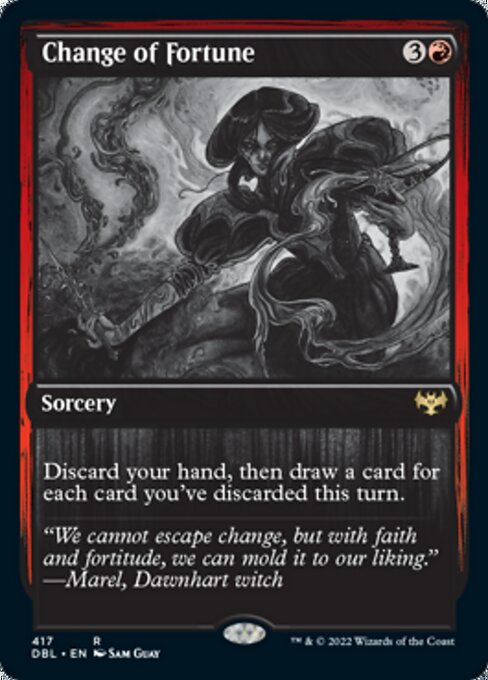 Change of Fortune 3
Sorcery
Discard your hand, then draw a card for
each card you've discarded this turn.
“We cannot escape change, but with faith
and fortitude, we can mold it to our liking.”
—Marel, Dawnhart witch
417 R
DBL • EN Sam Guay
™ & © 2022 Wizards of the Coast